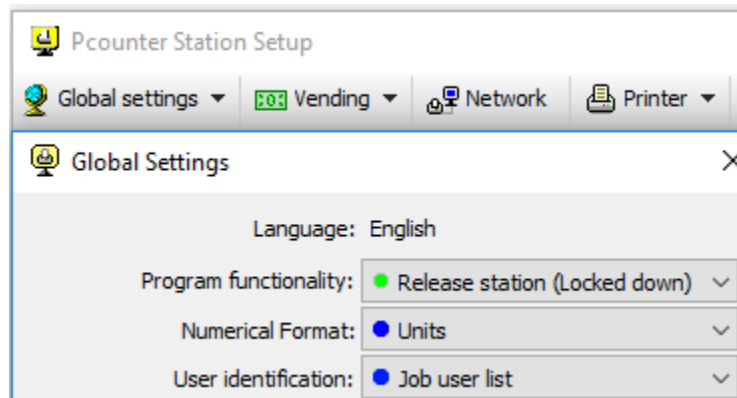 Pcounter Station Setup
Global settings Vending Network Printer
Global Settings
Language: English
Program functionality: Release station (Locked down)
Numerical Format: Units
User identification: Job user list